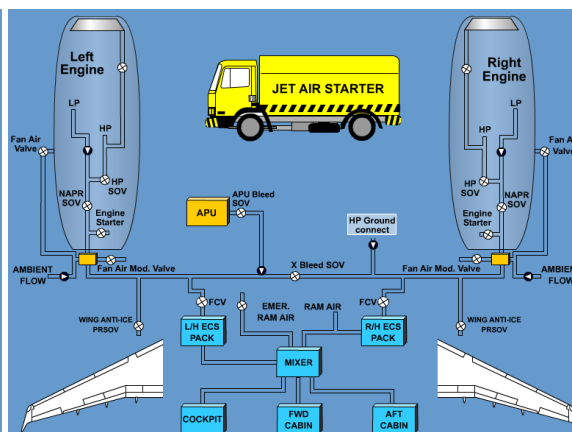 Left
Engine
LP
HP
Fan Air
Valve
HP
SOV
NAPR
SOV
Engine
Starter
AMBIENT
FLOW
Fan Air Mod. Valve
WING ANTI-ICE
PRSOV
JET AIR STARTER
APU
APU Bleed
SOV
HP Ground
connect
X Bleed SOV
Right
Engine
HP
LP
Fan Air
Valve
HP
SOV
NAPR
SOV
Engine
Starter
Fan Air Mod. Valve
AMBIENT
FLOW
WING ANTI-ICE
PRSOV
FCV
EMER.
RAM AIR
RAM AIR
FCV
L/H ECS
PACK
R/H ECS
PACK
MIXER
COCKPIT
FWD
CABIN
AFT
CABIN